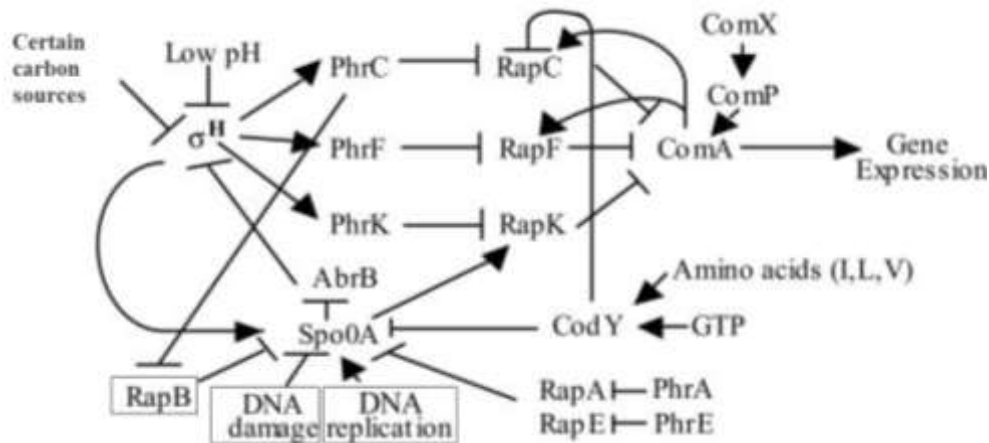 Certain
carbon
sources
Low pH
σH
PhrC
RapC
ComX
ComP
PhrF
RapF
ComA
Gene
Expression
PhrK
RapK
AbrB
Amino acids (I,L,V)
Spo0A
CodY
GTP
RapB
DNA
damage
DNA
replication
RapA
PhrA
RapE
PhrE